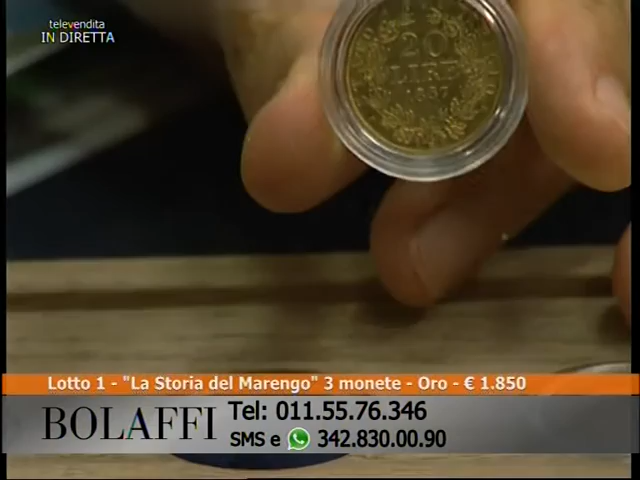 televendita
IN DIRETTA
20
LIRE
Lotto 1 - "La Storia del Marengo" 3 monete - Oro - € 1.850
BOLAFFI
Tel: 011.55.76.346
SMS e 342.830.00.90